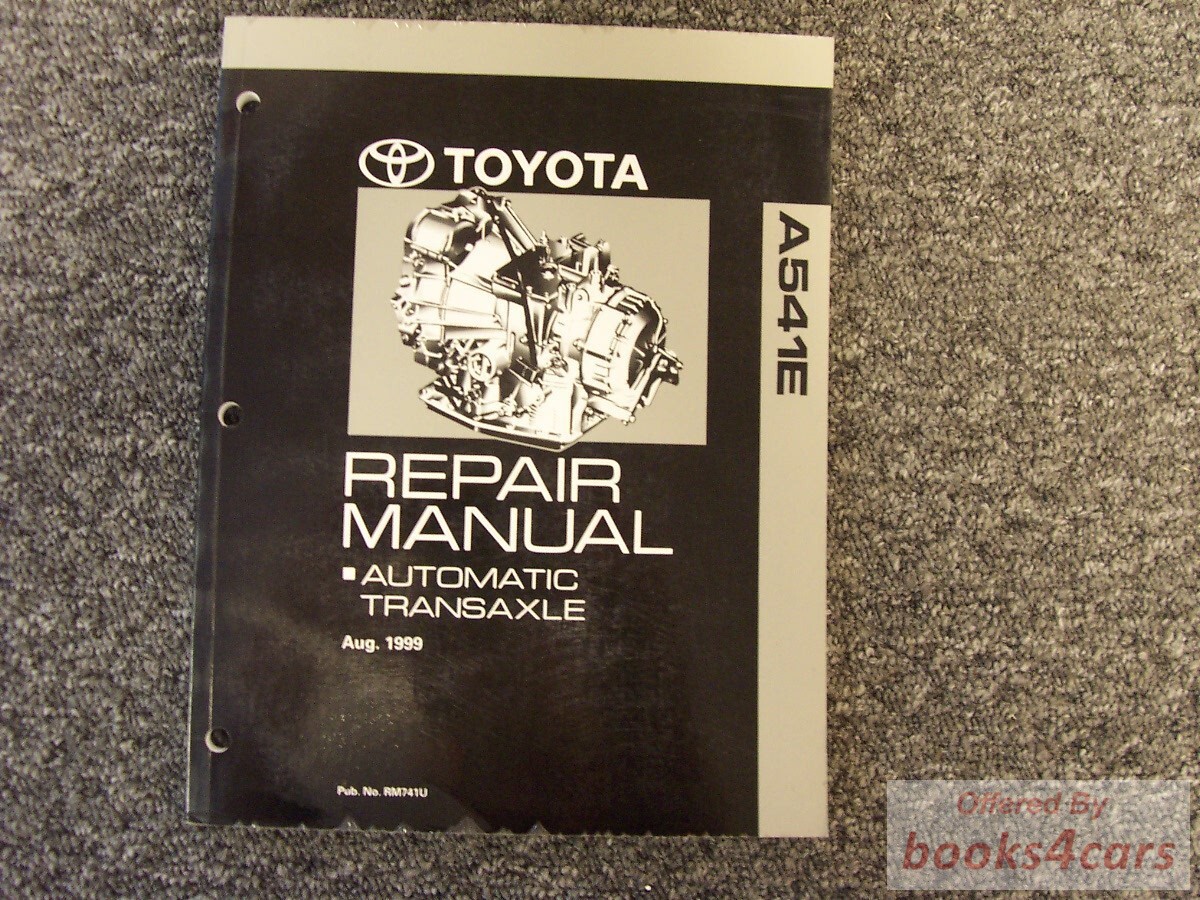 TOYOTA
A541E
REPAIR
MANUAL
▪ AUTOMATIC
TRANSAXLE
Aug. 1999
Pub. No. RM741U
Offered By
books4cars